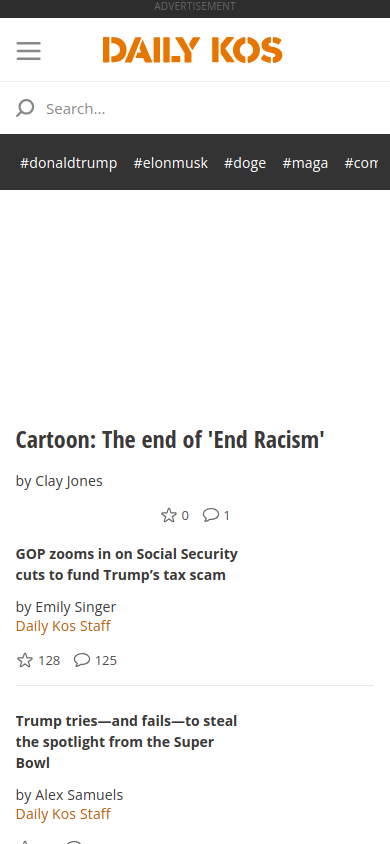 ADVERTISEMENT
DAILY KOS
Search...
#donaldtrump #elonmusk #doge #maga #com
Cartoon: The end of 'End Racism'
by Clay Jones
0 1
GOP zooms in on Social Security
cuts to fund Trump’s tax scam
by Emily Singer
Daily Kos Staff
128 125
Trump tries—and fails—to steal
the spotlight from the Super
Bowl
by Alex Samuels
Daily Kos Staff